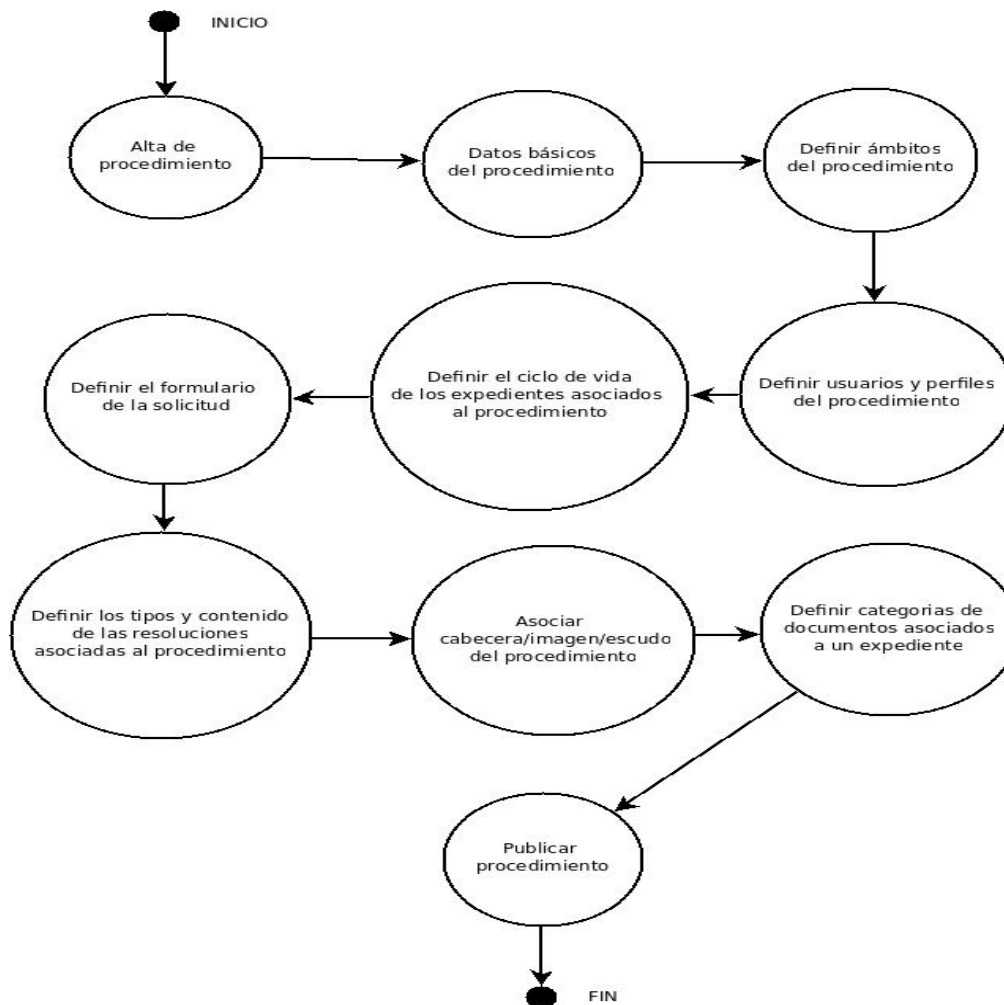 INICIO
Alta de
procedimiento
Datos básicos
del procedimiento
Definir ámbitos
del procedimiento
Definir usuarios y perfiles
del procedimiento
Definir el ciclo de vida
de los expedientes asociados
al procedimiento
Definir el formulario
de la solicitud
Definir los tipos y contenido
de las resoluciones
asociadas al procedimiento
Asociar
cabecera/imagen/escudo
del procedimiento
Definir categorias de
documentos asociados
a un expediente
Publicar
procedimiento
FIN